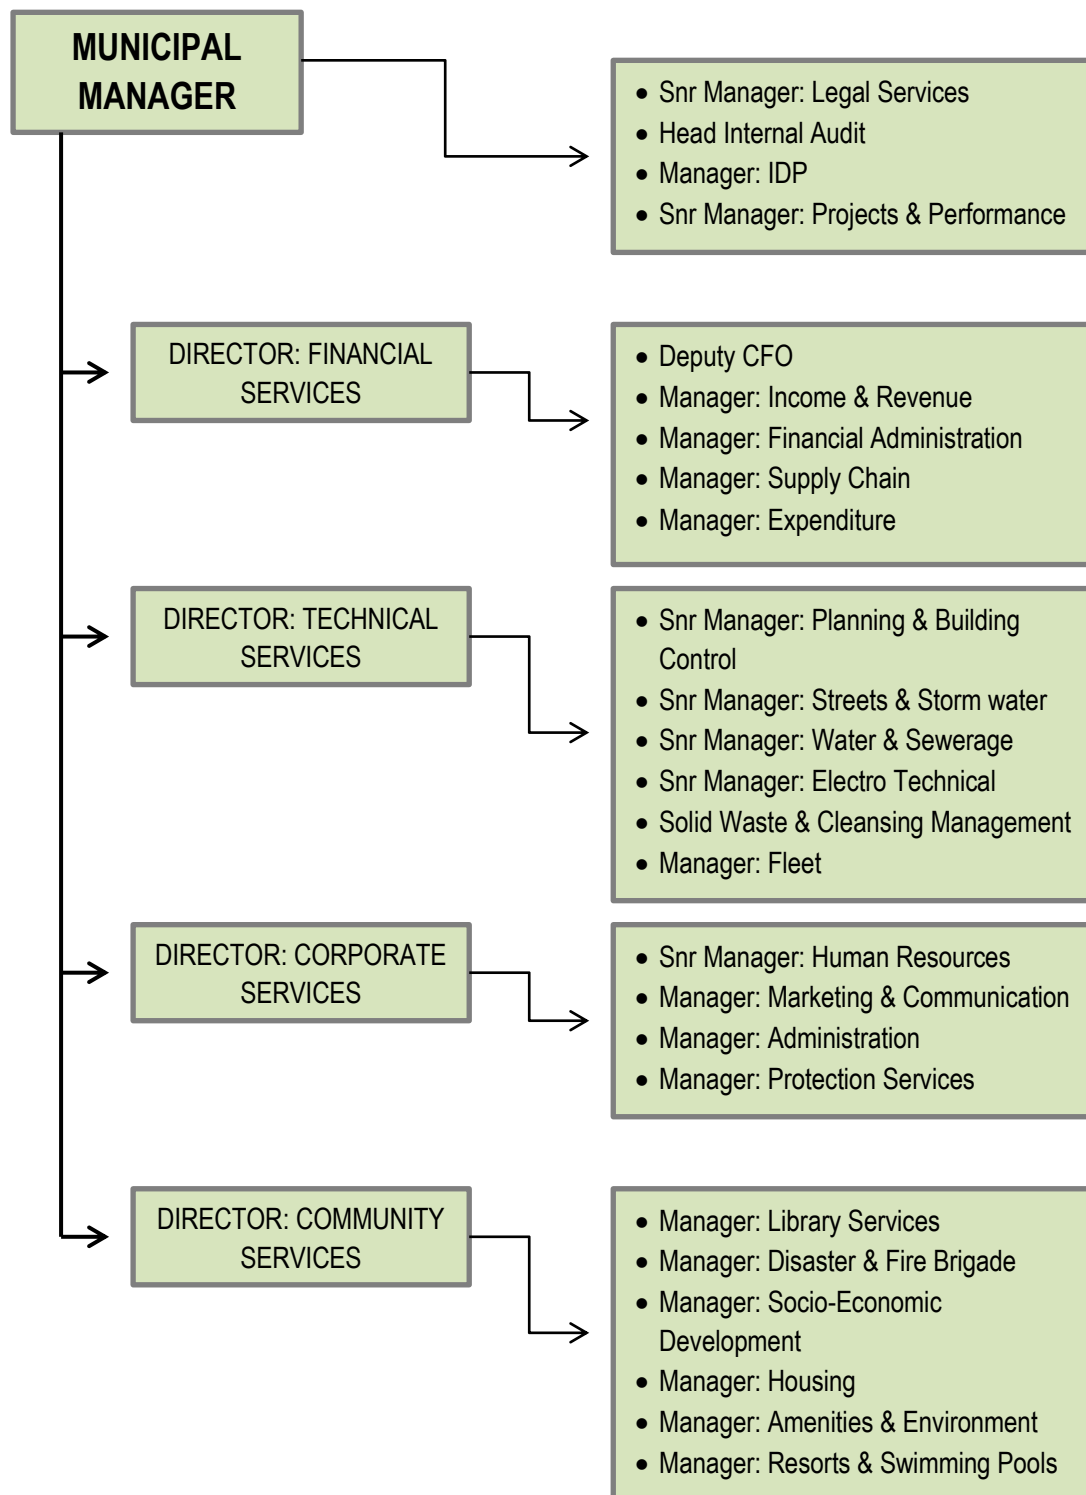 MUNICIPAL
MANAGER
• Snr Manager: Legal Services
• Head Internal Audit
• Manager: IDP
• Snr Manager: Projects & Performance
DIRECTOR: FINANCIAL
SERVICES
• Deputy CFO
• Manager: Income & Revenue
• Manager: Financial Administration
• Manager: Supply Chain
• Manager: Expenditure
DIRECTOR: TECHNICAL
SERVICES
• Snr Manager: Planning & Building
Control
• Snr Manager: Streets & Storm water
• Snr Manager: Water & Sewerage
• Snr Manager: Electro Technical
• Solid Waste & Cleansing Management
• Manager: Fleet
DIRECTOR: CORPORATE
SERVICES
• Snr Manager: Human Resources
• Manager: Marketing & Communication
• Manager: Administration
• Manager: Protection Services
DIRECTOR: COMMUNITY
SERVICES
• Manager: Library Services
• Manager: Disaster & Fire Brigade
• Manager: Socio-Economic
Development
• Manager: Housing
• Manager: Amenities & Environment
• Manager: Resorts & Swimming Pools